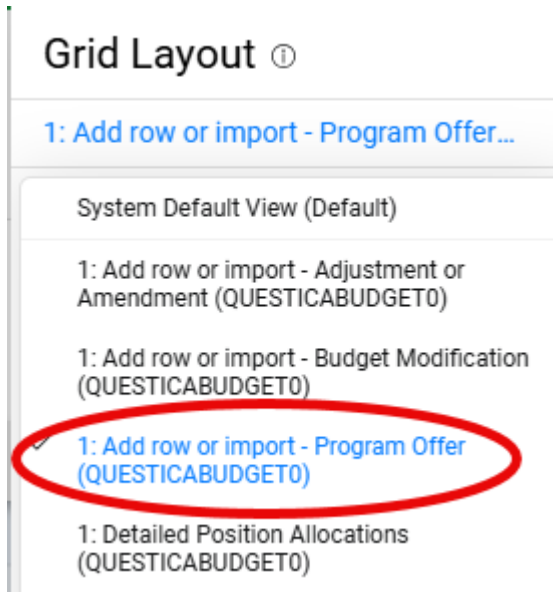 Grid Layout ⓘ
1: Add row or import - Program Offer...
System Default View (Default)
1: Add row or import - Adjustment or
Amendment (QUESTICABUDGET0)
1: Add row or import - Budget Modification
(QUESTICABUDGET0)
1: Add row or import - Program Offer
(QUESTICABUDGET0)
1: Detailed Position Allocations
(QUESTICABUDGET0)